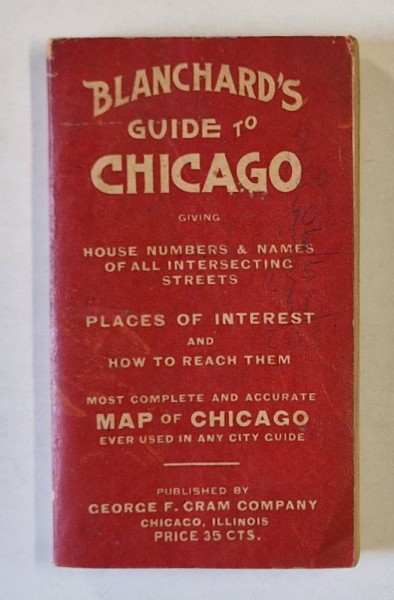 BLANCHARD'S
GUIDE TO
CHICAGO
GIVING
HOUSE NUMBERS & NAMES
OF ALL INTERSECTING
STREETS
PLACES OF INTEREST
AND
HOW TO REACH THEM
MOST COMPLETE AND ACCURATE
MAP OF CHICAGO
EVER USED IN ANY CITY GUIDE
PUBLISHED BY
GEORGE F. CRAM COMPANY
CHICAGO, ILLINOIS
PRICE 35 CTS.